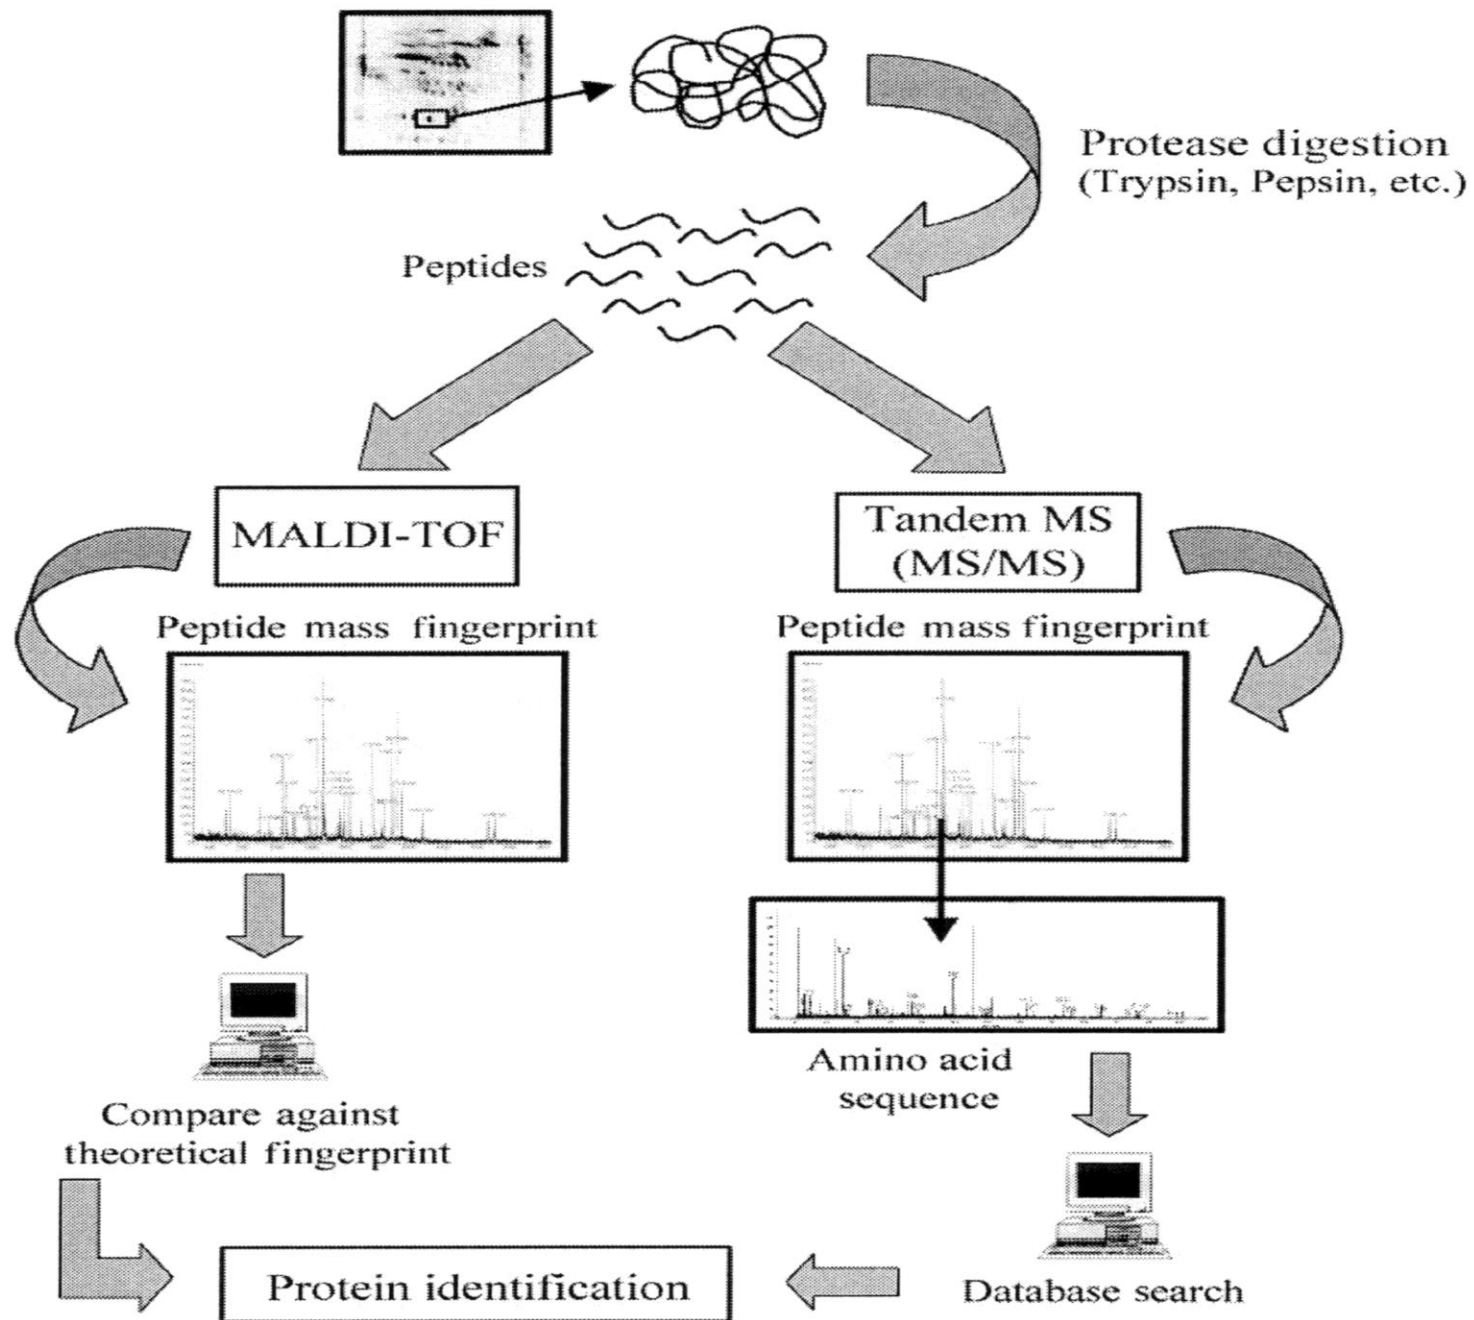 Protease digestion
(Trypsin, Pepsin, etc.)
Peptides
MALDI-TOF
Peptide mass fingerprint
Compare against
theoretical fingerprint
Tandem MS
(MS/MS)
Peptide mass fingerprint
Amino acid
sequence
Database search
Protein identification